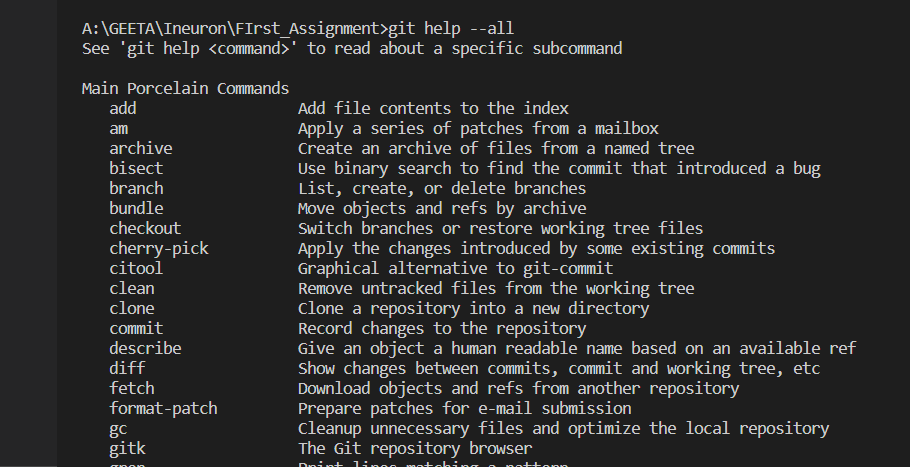 A:\GEETA\Ineuron\FIrst_Assignment>git help --all
See 'git help <command>' to read about a specific subcommand
Main Porcelain Commands
add Add file contents to the index
am Apply a series of patches from a mailbox
archive Create an archive of files from a named tree
bisect Use binary search to find the commit that introduced a bug
branch List, create, or delete branches
bundle Move objects and refs by archive
checkout Switch branches or restore working tree files
cherry-pick Apply the changes introduced by some existing commits
citool Graphical alternative to git-commit
clean Remove untracked files from the working tree
clone Clone a repository into a new directory
commit Record changes to the repository
describe Give an object a human readable name based on an available ref
diff Show changes between commits, commit and working tree, etc
fetch Download objects and refs from another repository
format-patch Prepare patches for e-mail submission
gc Cleanup unnecessary files and optimize the local repository
gitk The Git repository browser
grep Print lines matching a pattern